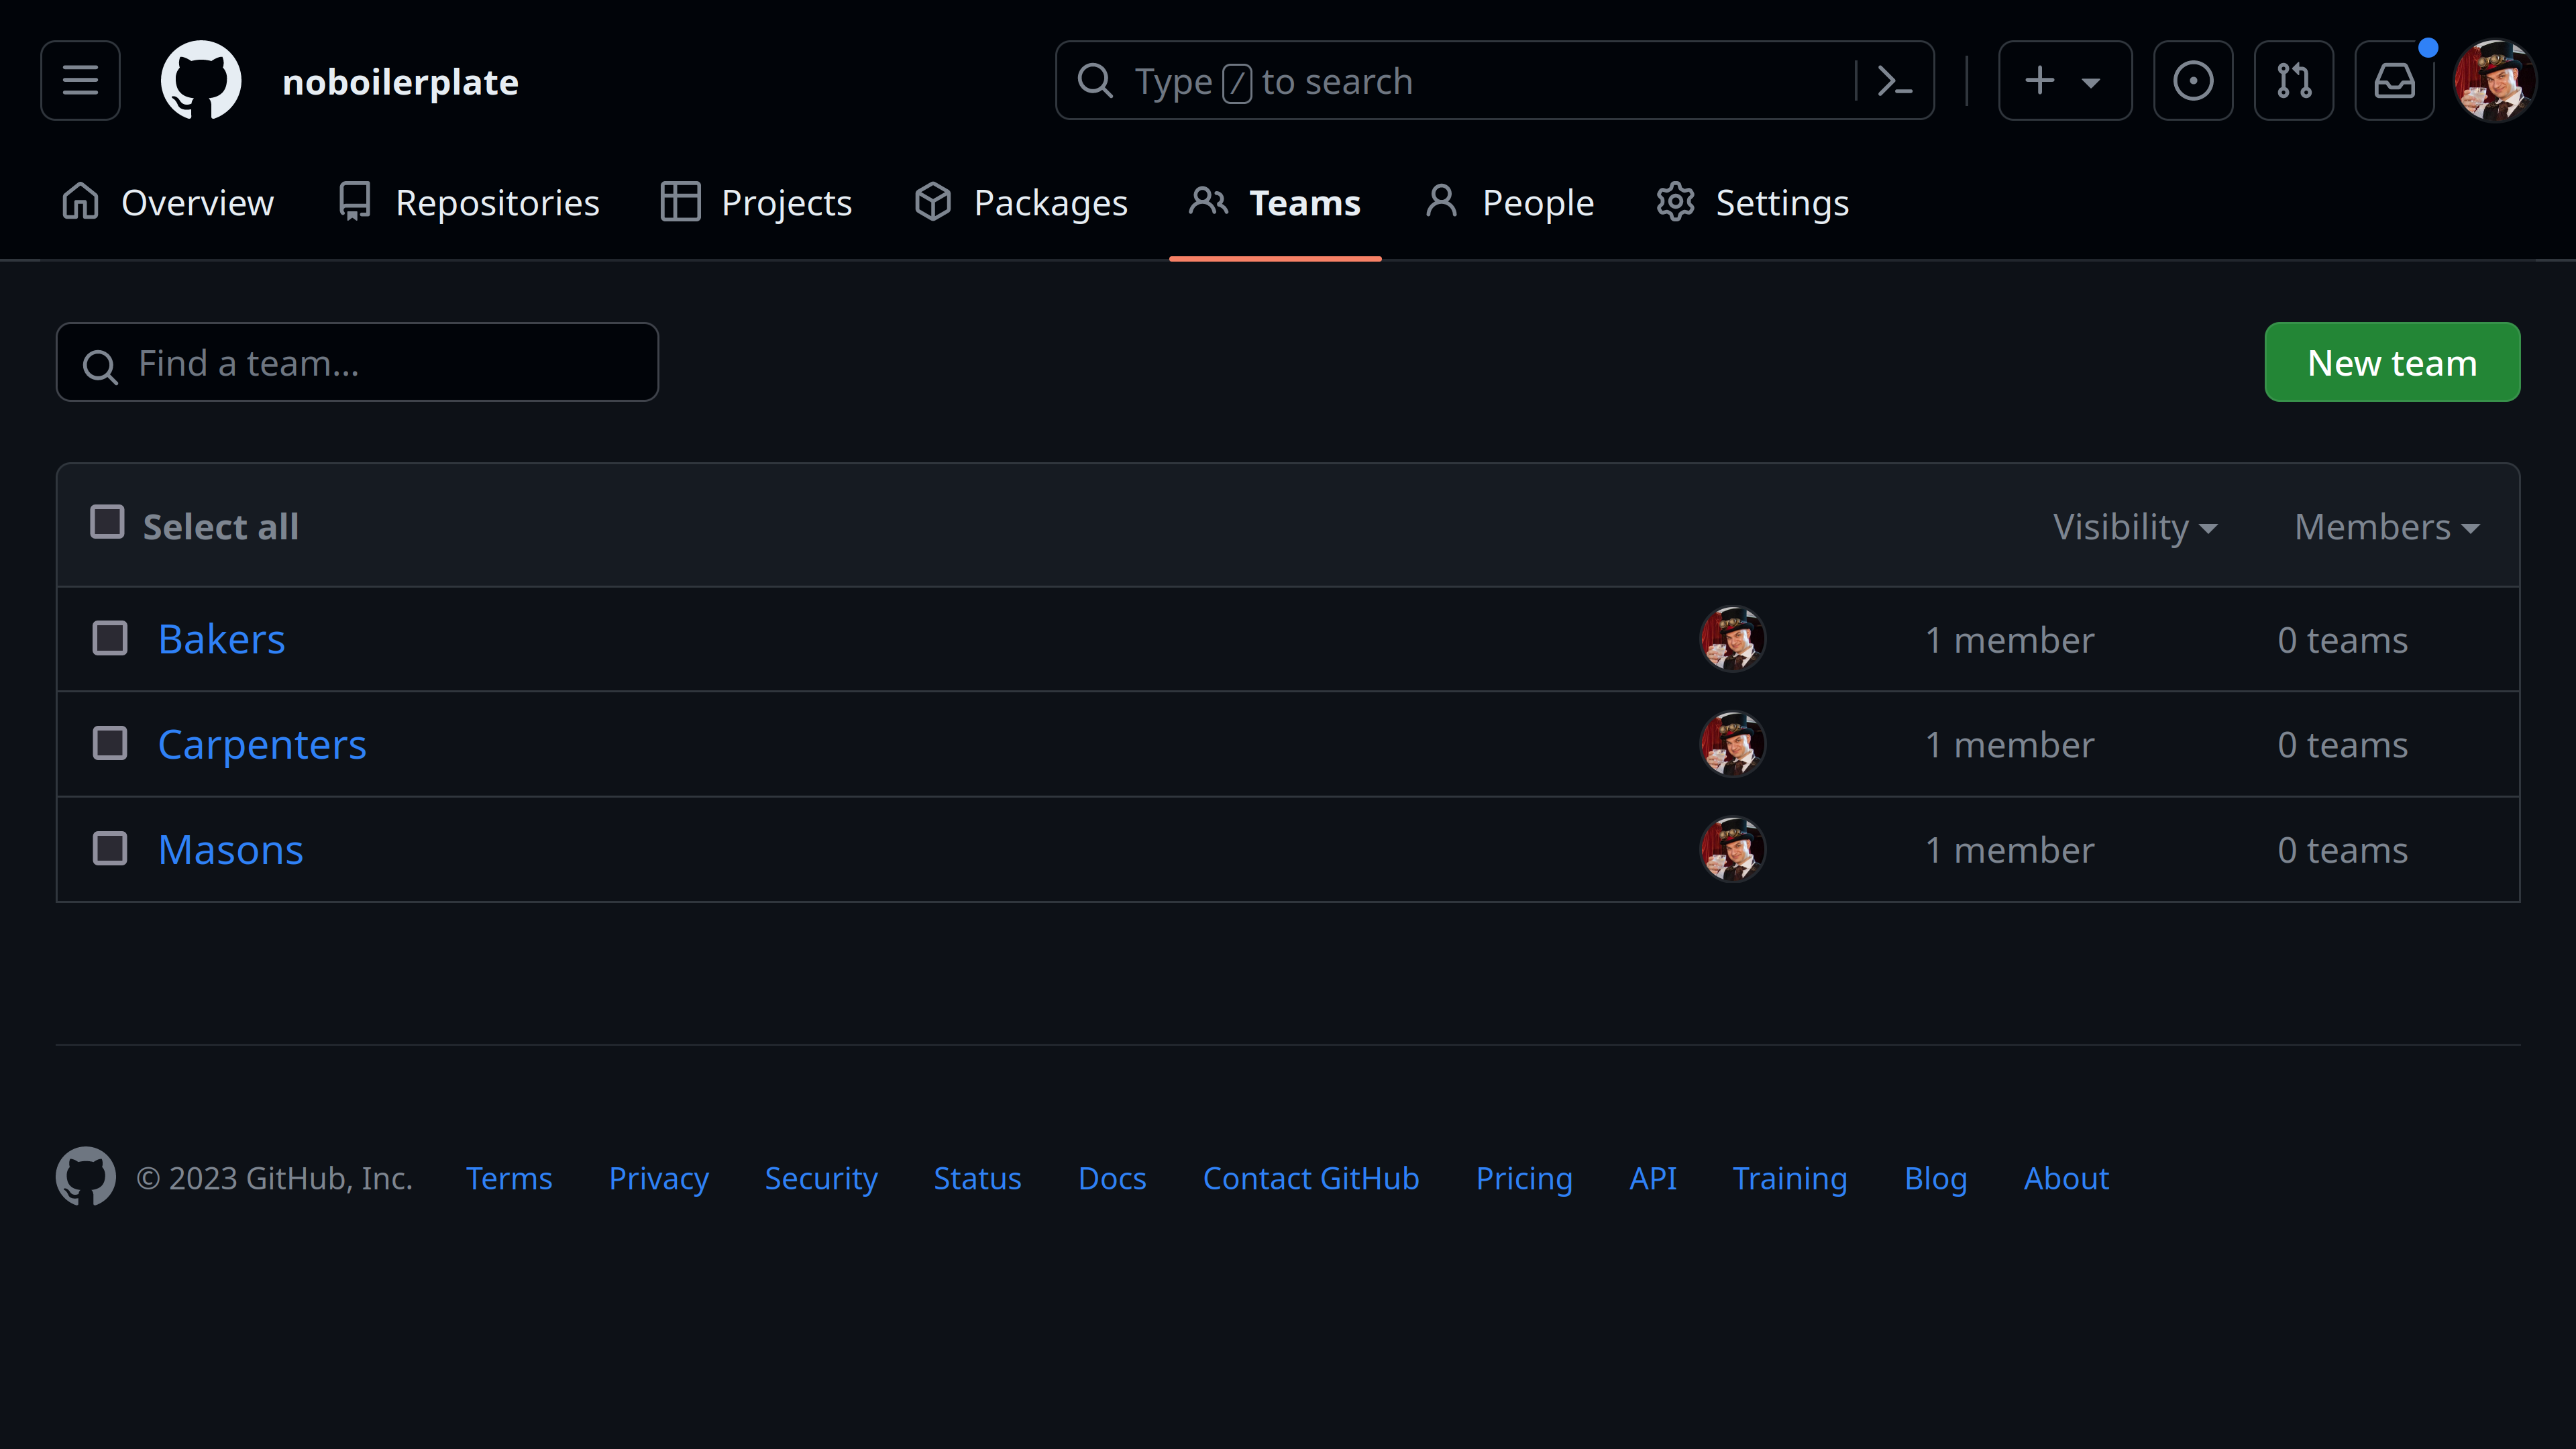 noboilerplate
Type / to search
Overview Repositories Projects Packages Teams People Settings
Find a team...
New team
Select all Visibility Members
Bakers 1 member 0 teams
Carpenters 1 member 0 teams
Masons 1 member 0 teams
© 2023 GitHub, Inc. Terms Privacy Security Status Docs Contact GitHub Pricing API Training Blog About